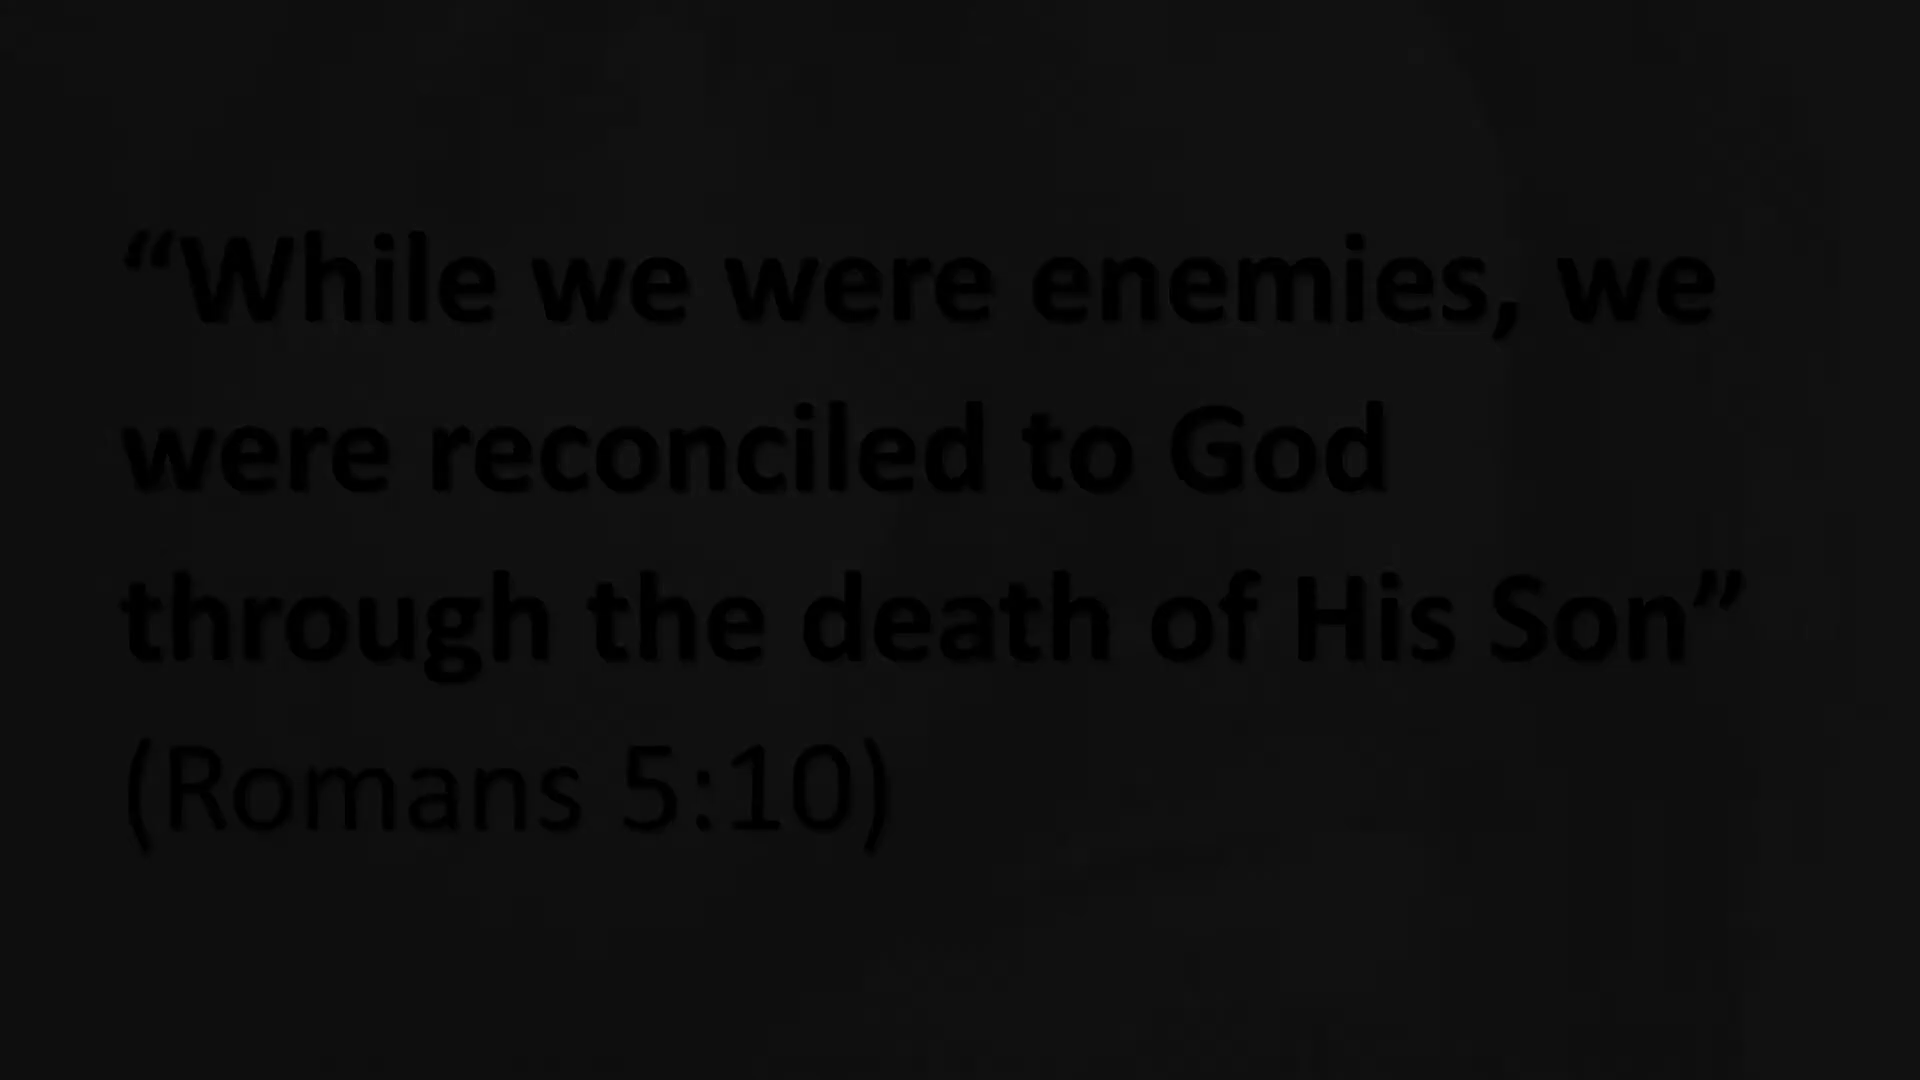 “While we were enemies, we
were reconciled to God
through the death of His Son”
(Romans 5:10)